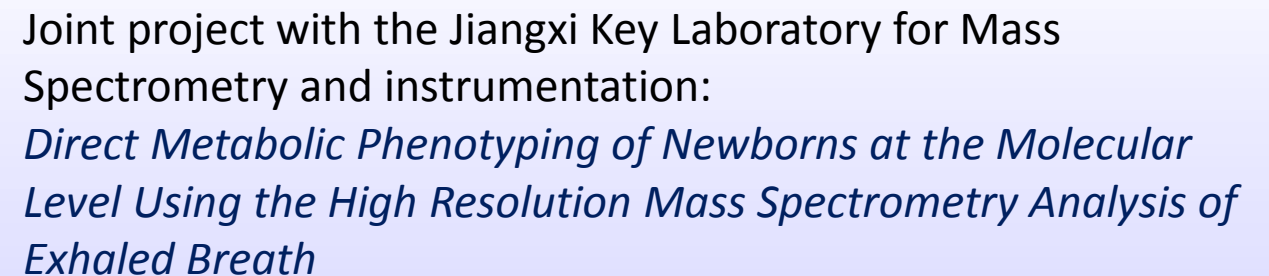 Joint project with the Jiangxi Key Laboratory for Mass
Spectrometry and instrumentation:
Direct Metabolic Phenotyping of Newborns at the Molecular
Level Using the High Resolution Mass Spectrometry Analysis of
Exhaled Breath